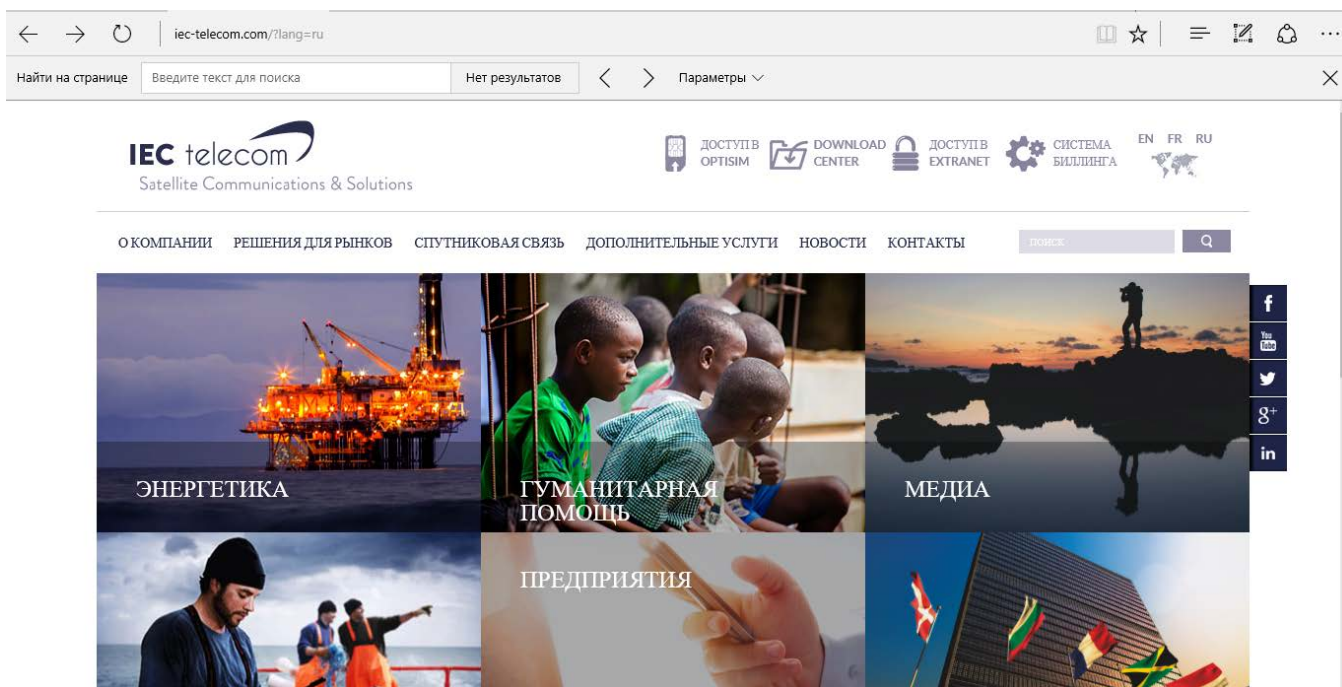 iec-telecom.com/?lang=ru
Найти на странице Введите текст для поиска Нет результатов Параметры
IEC telecom
Satellite Communications & Solutions
ДОСТУП В
OPTISIM
DOWNLOAD
CENTER
ДОСТУП В
EXTRANET
СИСТЕМА
БИЛЛИНГА
EN FR RU
О КОМПАНИИ РЕШЕНИЯ ДЛЯ РЫНКОВ СПУТНИКОВАЯ СВЯЗЬ ДОПОЛНИТЕЛЬНЫЕ УСЛУГИ НОВОСТИ КОНТАКТЫ ПОИСК
f
You
Tube
g+
in
ЭНЕРГЕТИКА
ГУМАНИТАРНАЯ
ПОМОЩЬ
МЕДИА
ПРЕДПРИЯТИЯ